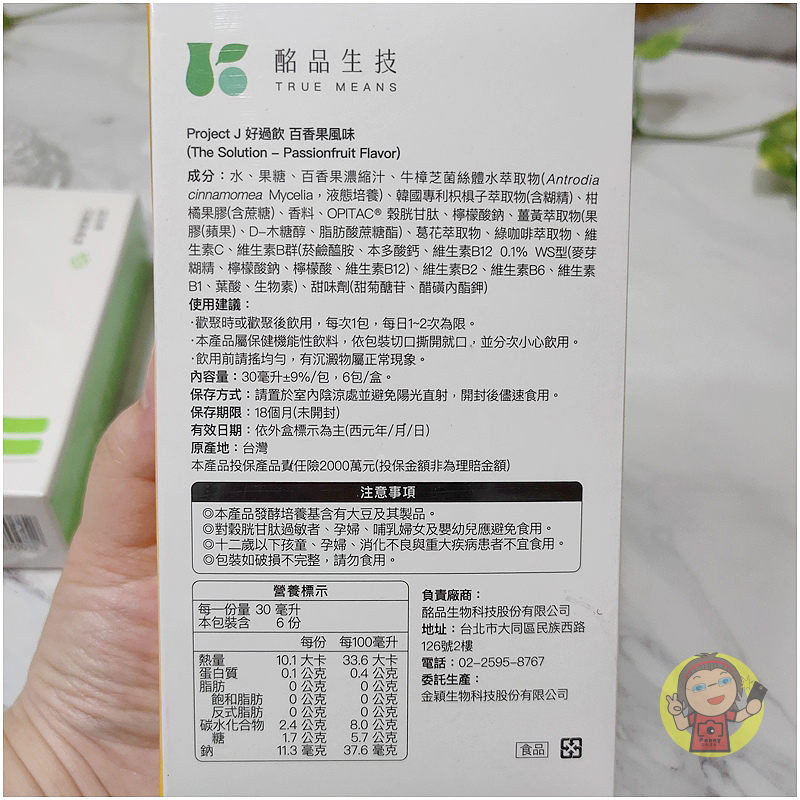 酩品生技
TRUE MEANS
Project J 好過飲 百香果風味
(The Solution – Passionfruit Flavor)
成分：水、果糖、百香果濃縮汁、牛樟芝菌絲體水萃取物(Antrodia
cinnamomea Mycelia，液態培養)、韓國專利枳椇子萃取物(含糊精)、柑
橘果膠(含蔗糖)、香料、OPITAC® 穀胱甘肽、檸檬酸鈉、薑黃萃取物(果
膠(蘋果)、D-木糖醇、脂肪酸蔗糖酯)、葛花萃取物、綠咖啡萃取物、維
生素C、維生素B群(菸鹼醯胺、本多酸鈣、維生素B12 0.1% WS型(麥芽
糊精、檸檬酸鈉、檸檬酸、維生素B12)、維生素B2、維生素B6、維生素
B1、葉酸、生物素)、甜味劑(甜菊醣苷、醋磺內酯鉀)
使用建議：
·歡聚時或歡聚後飲用，每次1包，每日1~2次為限。
·本產品屬保健機能性飲料，依包裝切口撕開就口，並分次小心飲用。
·飲用前請搖均勻，有沉澱物屬正常現象。
內容量：30毫升±9%/包，6包/盒。
保存方式：請置於室內陰涼處並避免陽光直射，開封後儘速食用。
保存期限：18個月(未開封)
有效日期：依外盒標示為主(西元年/月/日)
原產地：台灣
本產品投保產品責任險2000萬元(投保金額非為理賠金額)
注意事項
◎本產品發酵培養基含有大豆及其製品。
◎對穀胱甘肽過敏者、孕婦、哺乳婦女及嬰幼兒應避免食用。
◎十二歲以下孩童、孕婦、消化不良與重大疾病患者不宜食用。
◎包裝如破損不完整，請勿食用。
營養標示
每一份量 30 毫升
本包裝含 6 份
每份 每100毫升
熱量 10.1 大卡 33.6 大卡
蛋白質 0.1 公克 0.4 公克
脂肪 0 公克 0 公克
飽和脂肪 0 公克 0 公克
反式脂肪 0 公克 0 公克
碳水化合物 2.4 公克 8.0 公克
糖 1.7 公克 5.7 公克
鈉 11.3 毫克 37.6 毫克
負責廠商：
酩品生物科技股份有限公司
地址：台北市大同區民族西路
126號2樓
電話：02-2595-8767
委託生產：
金穎生物科技股份有限公司
食品
Penny